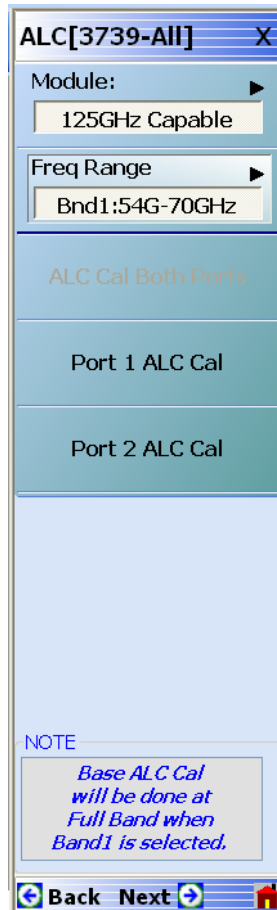 ALC[3739-All] X
Module:
125GHz Capable
Freq Range
Bnd1:54G-70GHz
ALC Cal Both Ports
Port 1 ALC Cal
Port 2 ALC Cal
NOTE
Base ALC Cal
will be done at
Full Band when
Band1 is selected.
Back Next